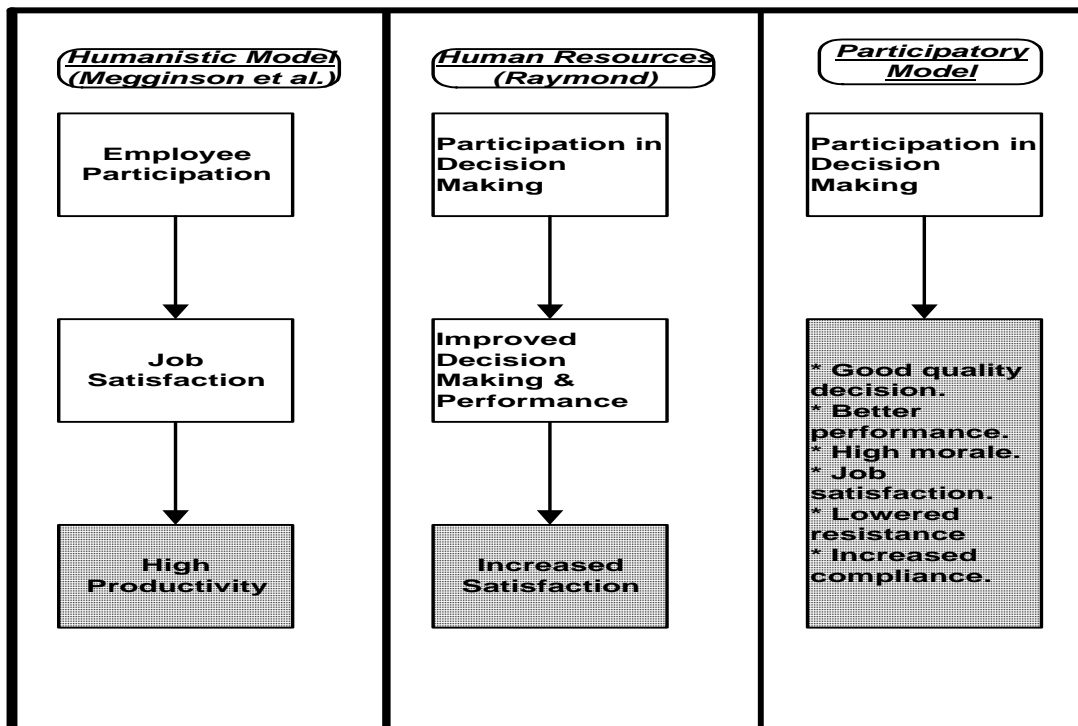 Humanistic Model
(Megginson et al.)
Employee
Participation
Job
Satisfaction
High
Productivity
Human Resources
(Raymond)
Participation in
Decision
Making
Improved
Decision
Making &
Performance
Increased
Satisfaction
Participatory
Model
Participation in
Decision
Making
* Good quality
decision.
* Better
performance.
* High morale.
* Job
satisfaction.
* Lowered
resistance
* Increased
compliance.